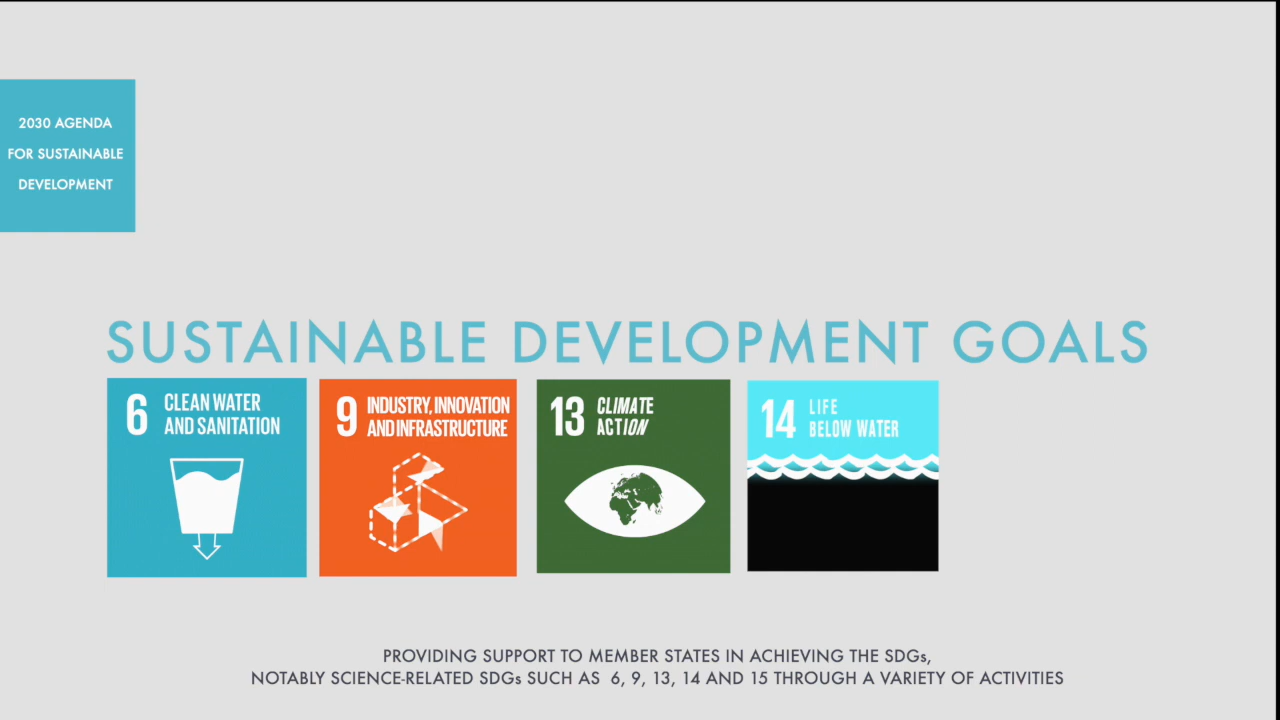 2030 AGENDA
FOR SUSTAINABLE
DEVELOPMENT
SUSTAINABLE DEVELOPMENT GOALS
6 CLEAN WATER
AND SANITATION
9 INDUSTRY, INNOVATION
AND INFRASTRUCTURE
13 CLIMATE
ACTION
14 LIFE
BELOW WATER
PROVIDING SUPPORT TO MEMBER STATES IN ACHIEVING THE SDGs,
NOTABLY SCIENCE-RELATED SDGs SUCH AS 6, 9, 13, 14 AND 15 THROUGH A VARIETY OF ACTIVITIES